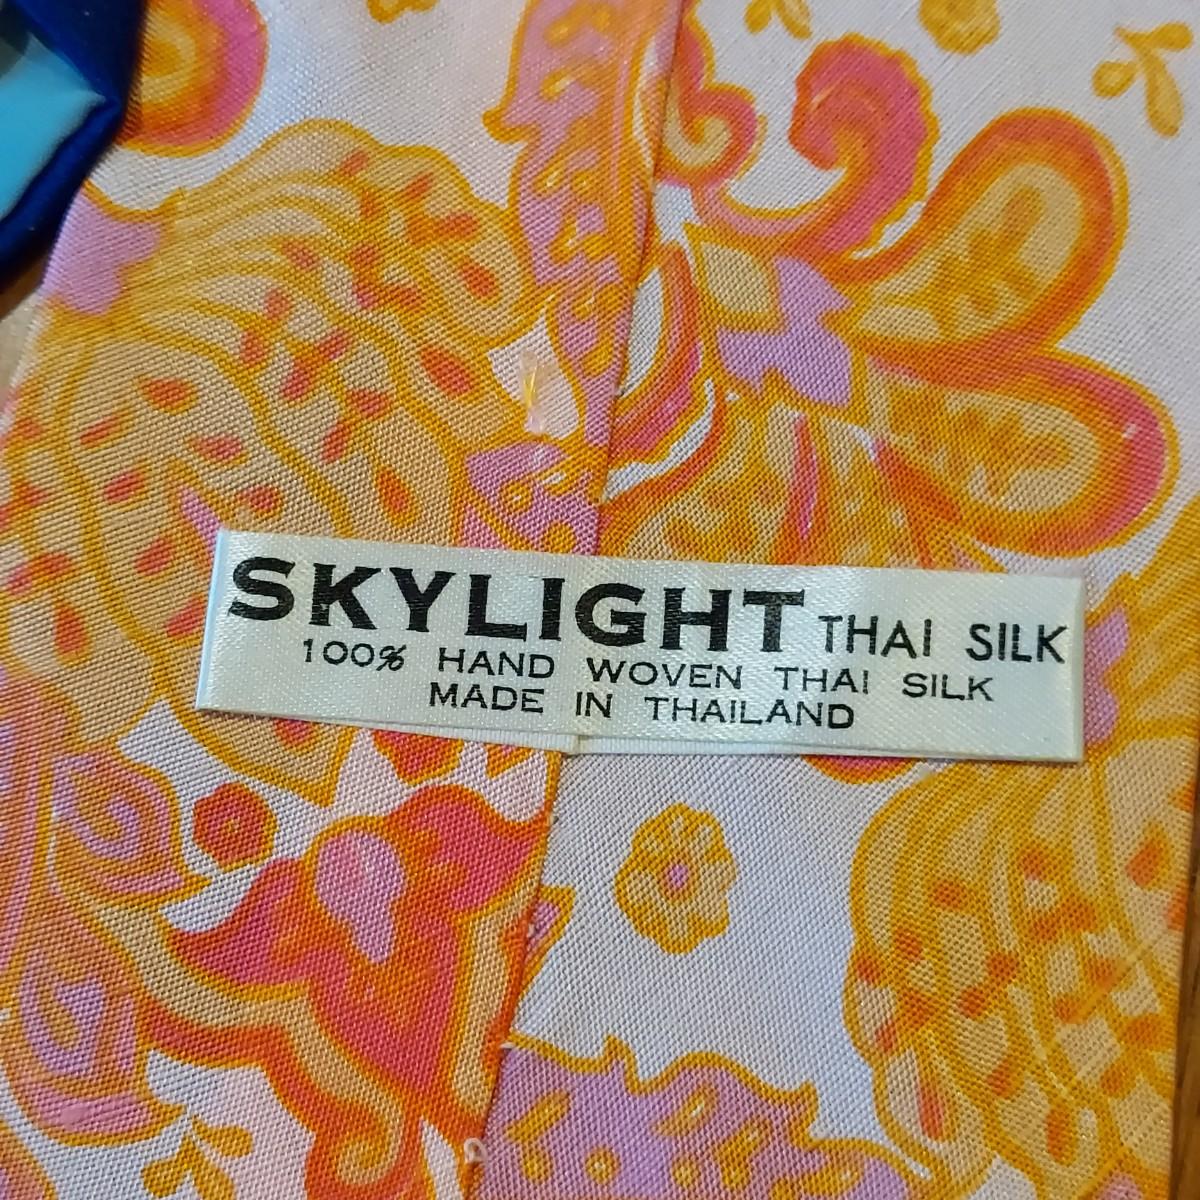 SKYLIGHT THAI SILK
100% HAND WOVEN THAI SILK
MADE IN THAILAND